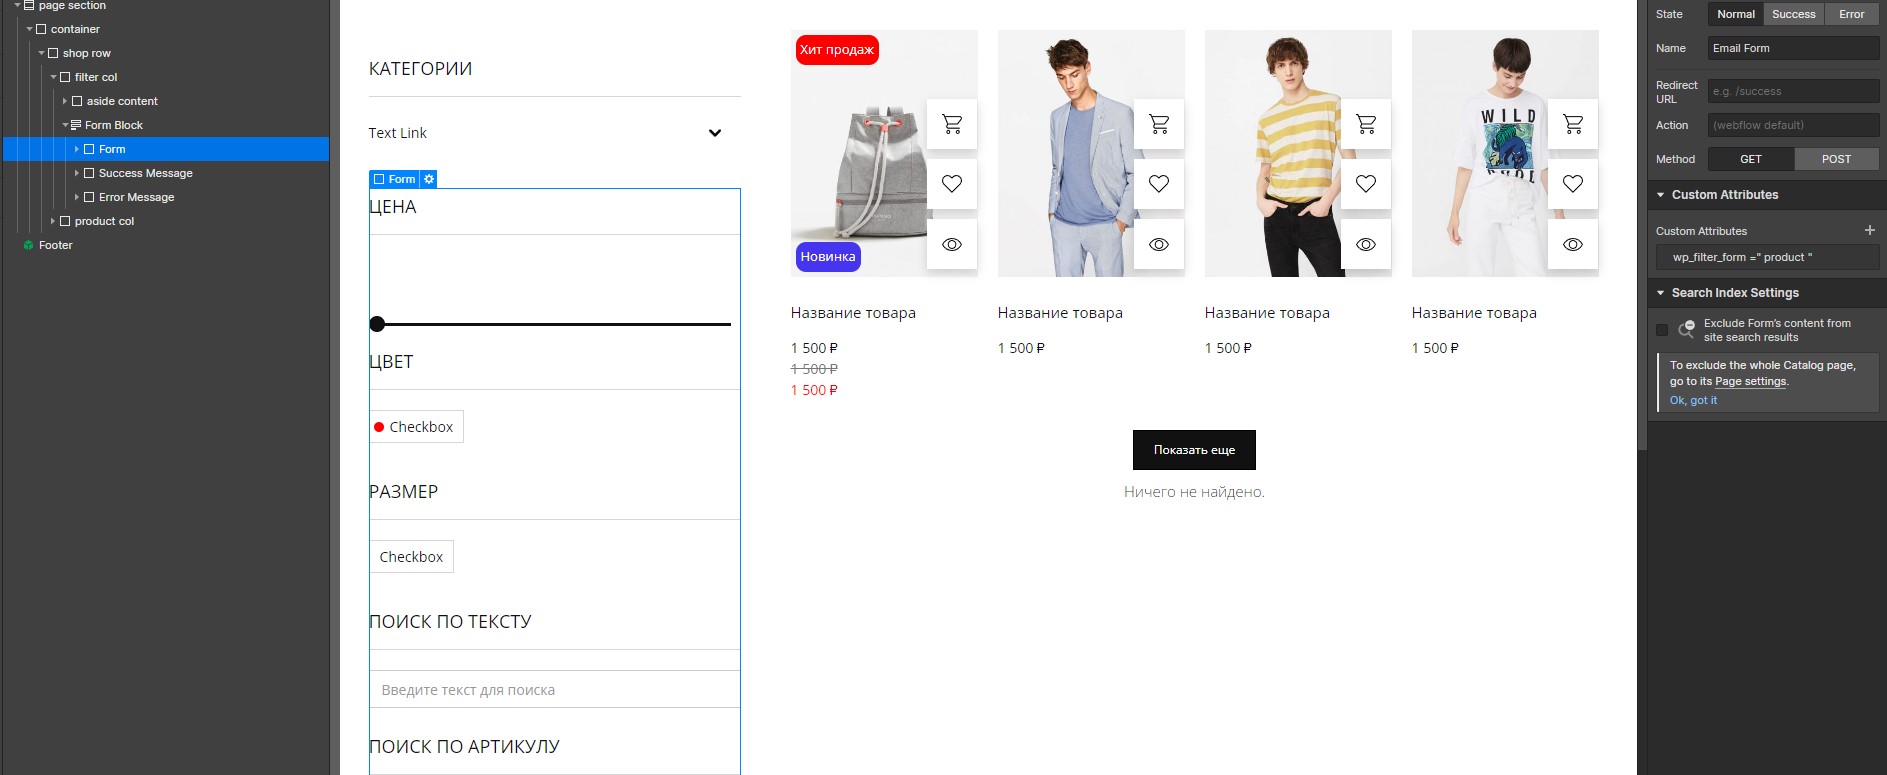 page section
container
shop row
filter col
aside content
Form Block
Form
Success Message
Error Message
product col
Footer
КАТЕГОРИИ
Text Link
Form
ЦЕНА
ЦВЕТ
Checkbox
РАЗМЕР
Checkbox
ПОИСК ПО ТЕКСТУ
Введите текст для поиска
ПОИСК ПО АРТИКУЛУ
Хит продаж
Новинка
WILD
Название товара
1 500 ₽
1 500 ₽
1 500 ₽
Название товара
1 500 ₽
Название товара
1 500 ₽
Название товара
1 500 ₽
Показать еще
Ничего не найдено.
State Normal Success Error
Name Email Form
Redirect URL e.g. /success
Action (webflow default)
Method GET POST
Custom Attributes
Custom Attributes
wp_filter_form =" product "
Search Index Settings
Exclude Form's content from
site search results
To exclude the whole Catalog page,
go to its Page settings.
Ok, got it